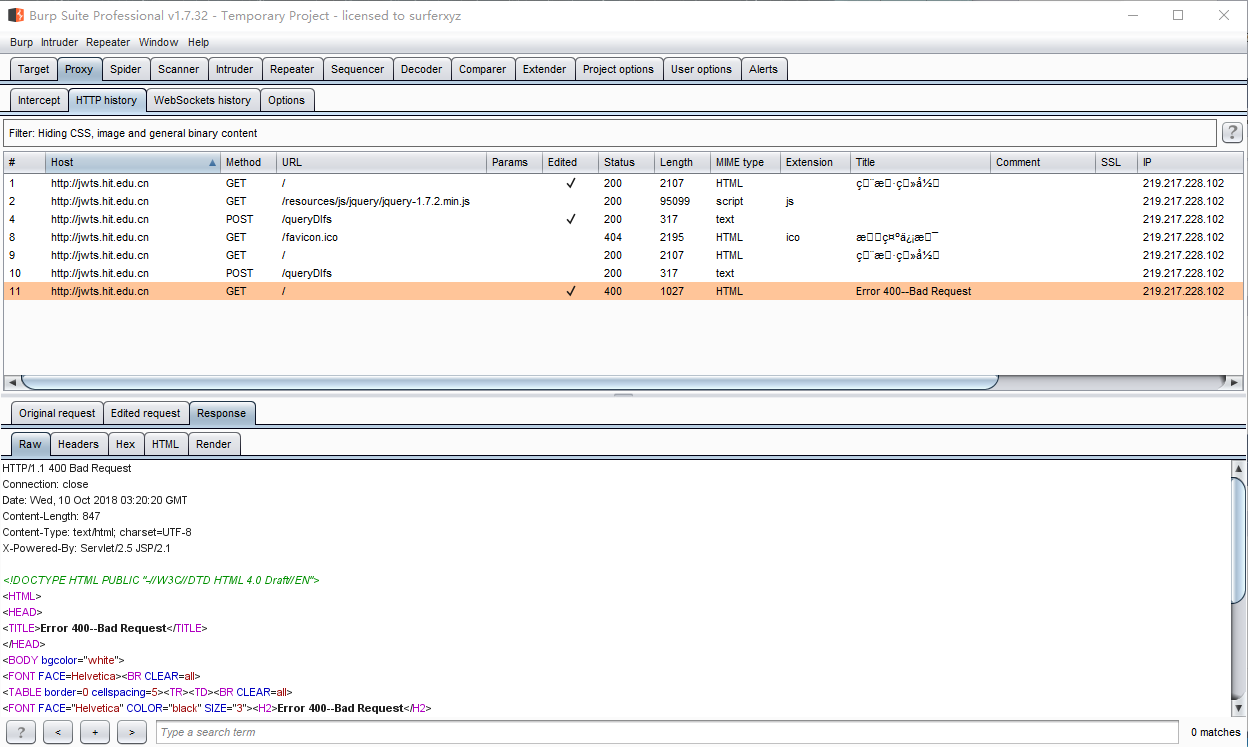 Burp Suite Professional v1.7.32 - Temporary Project - licensed to surferxyz
Burp Intruder Repeater Window Help
Target Proxy Spider Scanner Intruder Repeater Sequencer Decoder Comparer Extender Project options User options Alerts
Intercept HTTP history WebSockets history Options
Filter: Hiding CSS, image and general binary content ?
# Host Method URL Params Edited Status Length MIME type Extension Title Comment SSL IP
1 http://jwts.hit.edu.cn GET / ✓ 200 2107 HTML 219.217.228.102
2 http://jwts.hit.edu.cn GET /resources/js/jquery/jquery-1.7.2.min.js 200 95099 script js 219.217.228.102
4 http://jwts.hit.edu.cn POST /queryDlfs ✓ 200 317 text 219.217.228.102
8 http://jwts.hit.edu.cn GET /favicon.ico 404 2195 HTML ico 219.217.228.102
9 http://jwts.hit.edu.cn GET / 200 2107 HTML 219.217.228.102
10 http://jwts.hit.edu.cn POST /queryDlfs 200 317 text 219.217.228.102
11 http://jwts.hit.edu.cn GET / ✓ 400 1027 HTML Error 400--Bad Request 219.217.228.102
Original request Edited request Response
Raw Headers Hex HTML Render
HTTP/1.1 400 Bad Request
Connection: close
Date: Wed, 10 Oct 2018 03:20:20 GMT
Content-Length: 847
Content-Type: text/html; charset=UTF-8
X-Powered-By: Servlet/2.5 JSP/2.1
<!DOCTYPE HTML PUBLIC "-//W3C//DTD HTML 4.0 Draft//EN">
<HTML>
<HEAD>
<TITLE>Error 400--Bad Request</TITLE>
</HEAD>
<BODY bgcolor="white">
<FONT FACE=Helvetica><BR CLEAR=all>
<TABLE border=0 cellspacing=5><TR><TD><BR CLEAR=all>
<FONT FACE="Helvetica" COLOR="black" SIZE="3"><H2>Error 400--Bad Request</H2>
? < + > Type a search term 0 matches